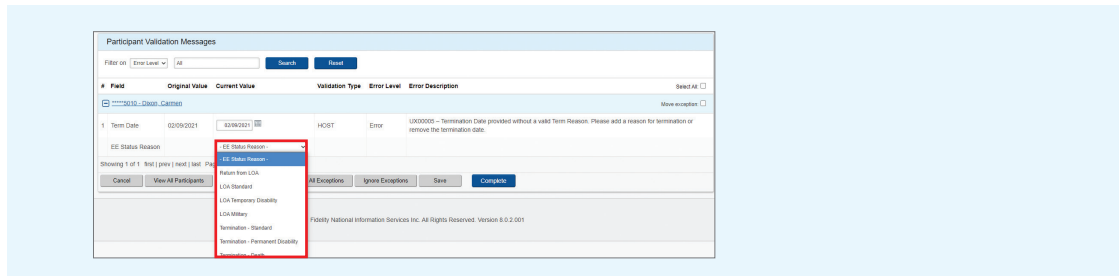 Participant Validation Messages
Filter on Error Level All Search Reset
# Field Original Value Current Value Validation Type Error Level Error Description Select All:
*****5010 - Dixon, Carmen Move exception:
1 Term Date 02/09/2021 02/09/2021 HOST Error UX00005 – Termination Date provided without a valid Term Reason. Please add a reason for termination or
remove the termination date.
EE Status Reason - EE Status Reason -
- EE Status Reason -
Showing 1 of 1 first | prev | next | last
Return from LOA
Cancel View All Participants All Exceptions Ignore Exceptions Save Complete
LOA Standard
LOA Temporary Disability
LOA Military
Fidelity National Information Services Inc. All Rights Reserved. Version 8.0.2.001
Termination - Standard
Termination - Permanent Disability
Termination - Death